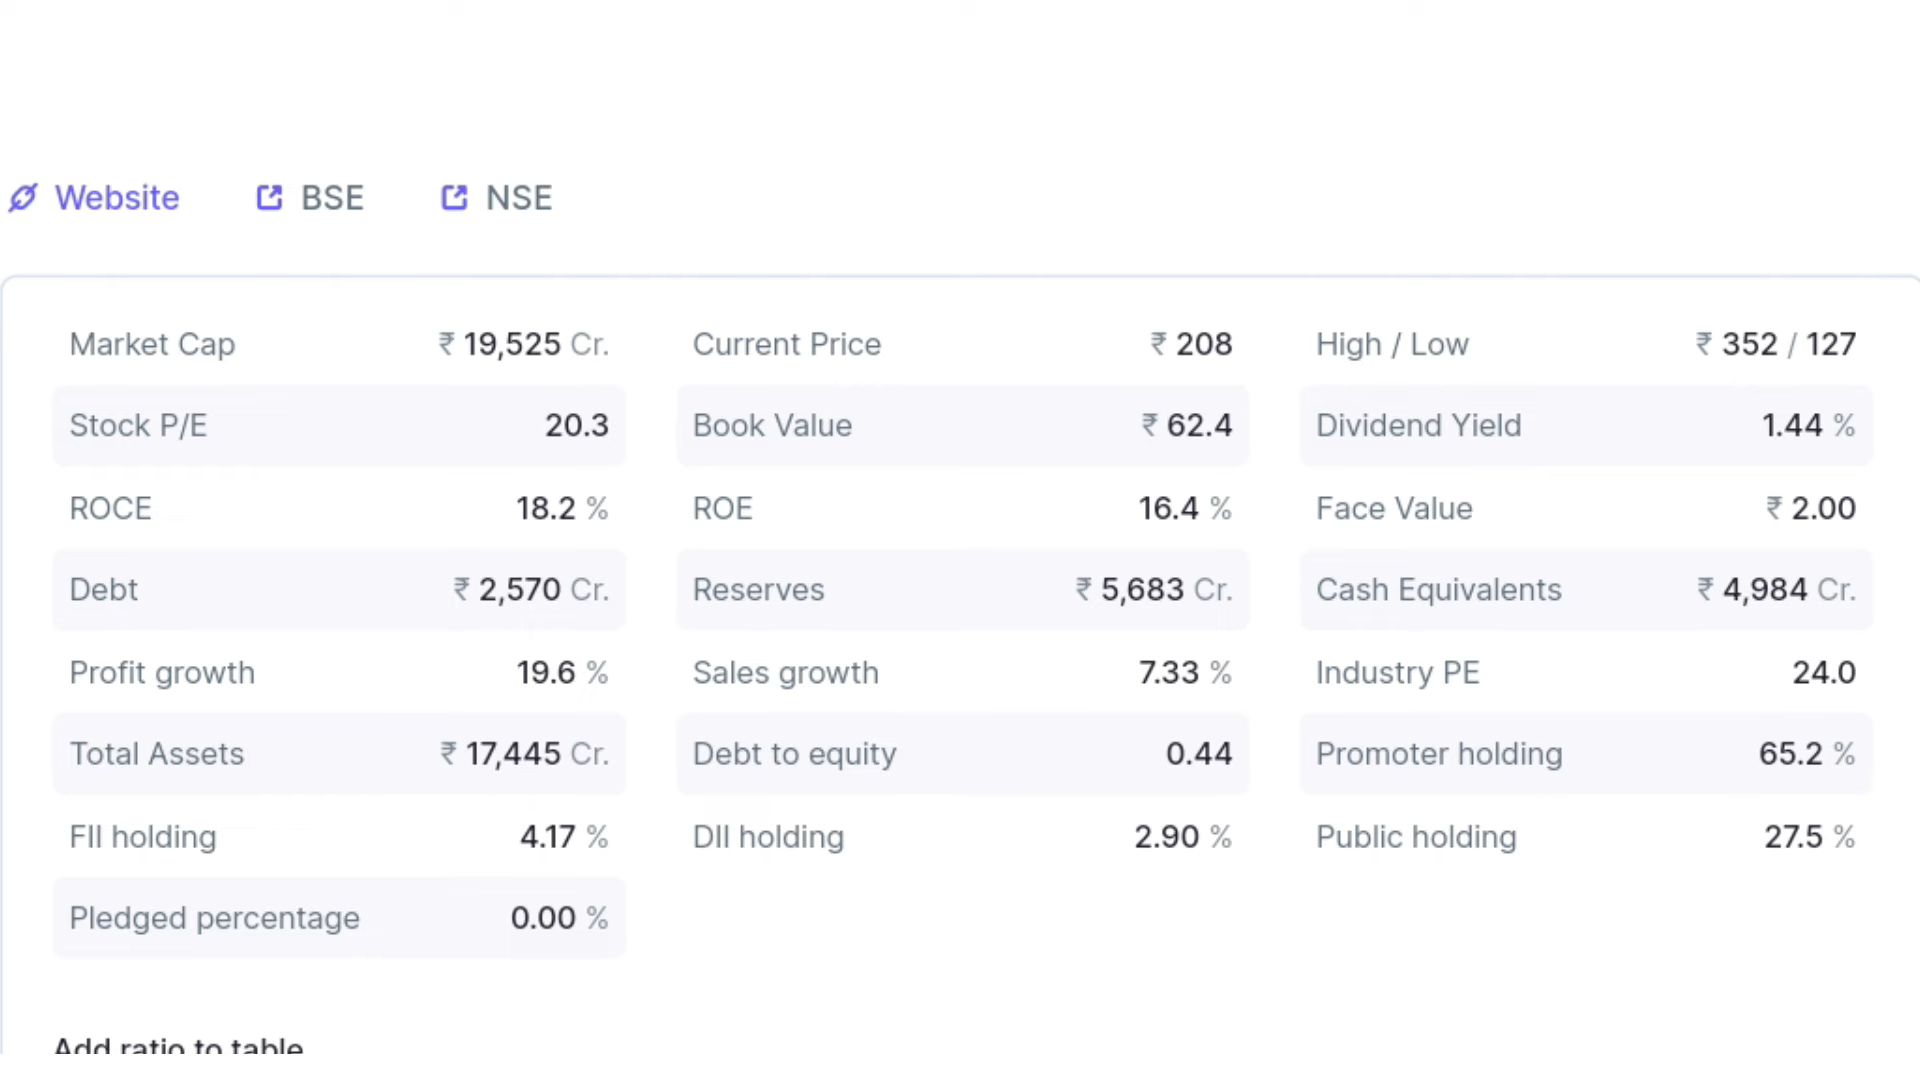 Website BSE NSE
Market Cap ₹ 19,525 Cr. Current Price ₹ 208 High / Low ₹ 352 / 127
Stock P/E 20.3 Book Value ₹ 62.4 Dividend Yield 1.44 %
ROCE 18.2 % ROE 16.4 % Face Value ₹ 2.00
Debt ₹ 2,570 Cr. Reserves ₹ 5,683 Cr. Cash Equivalents ₹ 4,984 Cr.
Profit growth 19.6 % Sales growth 7.33 % Industry PE 24.0
Total Assets ₹ 17,445 Cr. Debt to equity 0.44 Promoter holding 65.2 %
FII holding 4.17 % DII holding 2.90 % Public holding 27.5 %
Pledged percentage 0.00 %
Add ratio to table